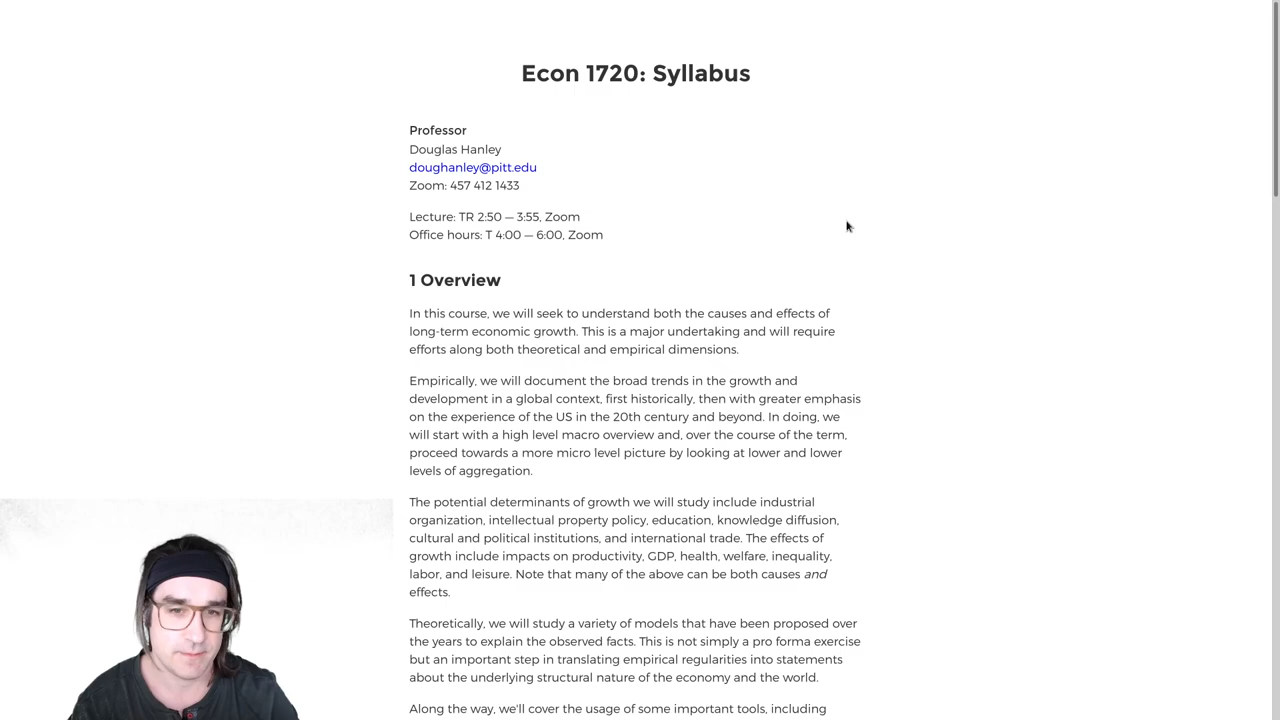 Econ 1720: Syllabus
Professor
Douglas Hanley
doughanley@pitt.edu
Zoom: 457 412 1433
Lecture: TR 2:50 — 3:55, Zoom
Office hours: T 4:00 — 6:00, Zoom
1 Overview
In this course, we will seek to understand both the causes and effects of
long-term economic growth. This is a major undertaking and will require
efforts along both theoretical and empirical dimensions.
Empirically, we will document the broad trends in the growth and
development in a global context, first historically, then with greater emphasis
on the experience of the US in the 20th century and beyond. In doing, we
will start with a high level macro overview and, over the course of the term,
proceed towards a more micro level picture by looking at lower and lower
levels of aggregation.
The potential determinants of growth we will study include industrial
organization, intellectual property policy, education, knowledge diffusion,
cultural and political institutions, and international trade. The effects of
growth include impacts on productivity, GDP, health, welfare, inequality,
labor, and leisure. Note that many of the above can be both causes and
effects.
Theoretically, we will study a variety of models that have been proposed over
the years to explain the observed facts. This is not simply a pro forma exercise
but an important step in translating empirical regularities into statements
about the underlying structural nature of the economy and the world.
Along the way, we'll cover the usage of some important tools, including